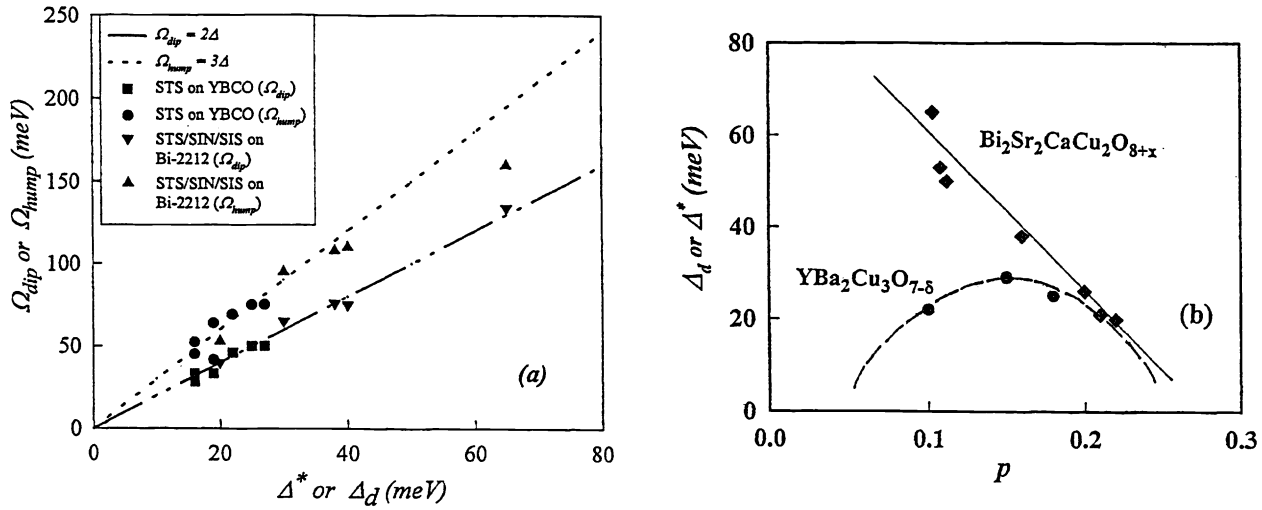 250
200
150
100
50
0
Ω_dip or Ω_hump (meV)
Ω_dip = 2Δ
Ω_hump = 3Δ
STS on YBCO (Ω_dip)
STS on YBCO (Ω_hump)
STS/SIN/SIS on
Bi-2212 (Ω_dip)
STS/SIN/SIS on
Bi-2212 (Ω_hump)
(a)
0 20 40 60 80
Δ* or Δ_d (meV)
80
60
40
20
0
Δ_d or Δ* (meV)
Bi₂Sr₂CaCu₂O₈₊ₓ
YBa₂Cu₃O_7-δ
(b)
0.0 0.1 0.2 0.3
p